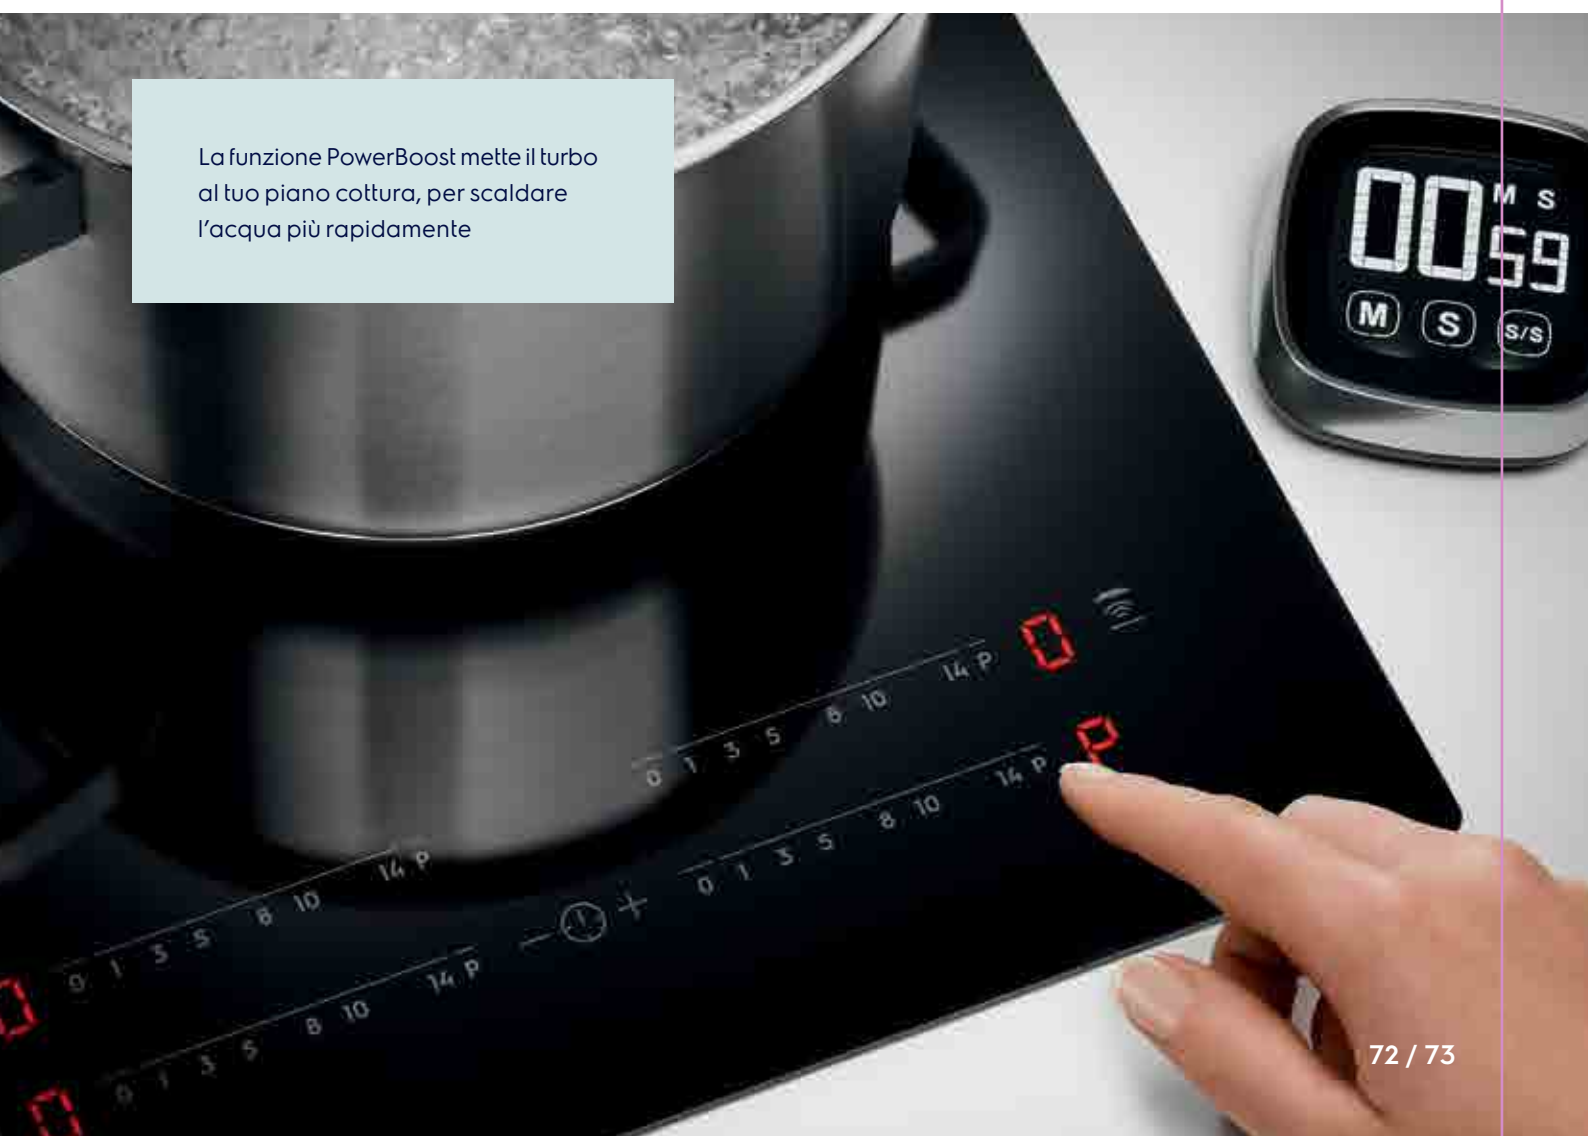 La funzione PowerBoost mette il turbo
al tuo piano cottura, per scaldare
l'acqua più rapidamente
M S
00 59
M S S/S
14 P 0
0 1 3 5 8 10
14 P P
0 1 3 5 8 10
14 P
0 1 3 5 8 10
0
14 P
0 1 3 5 8 10
0
72 / 73